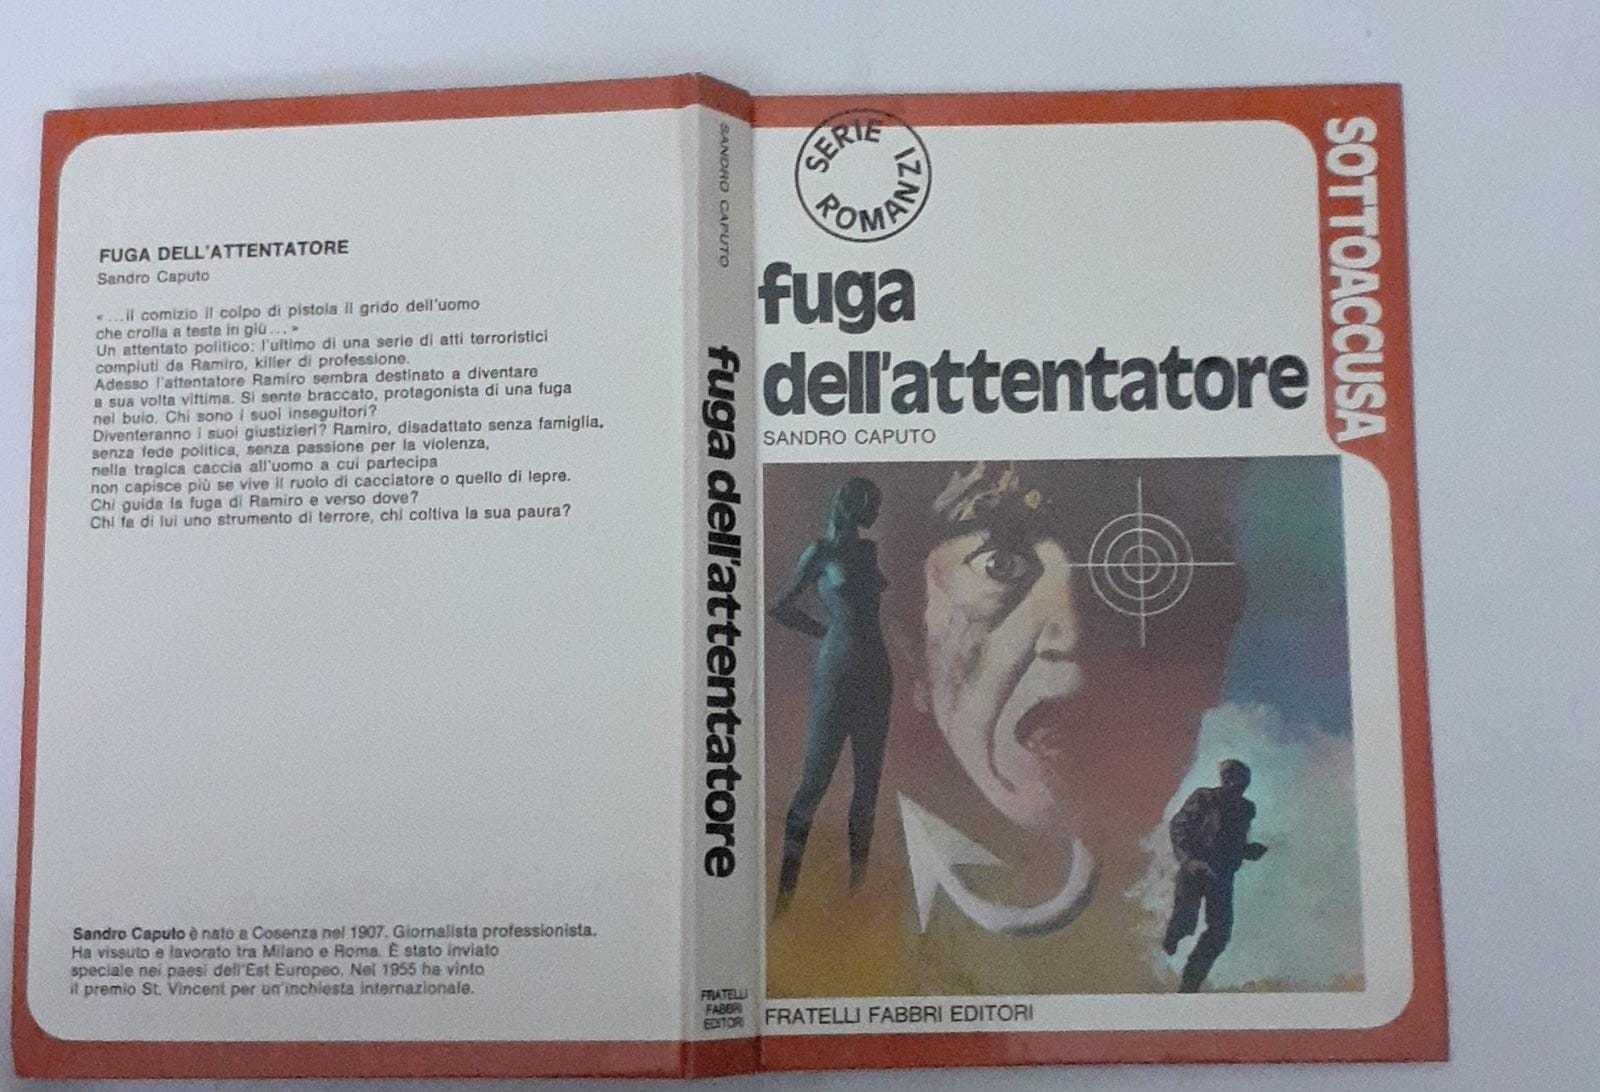 FUGA DELL'ATTENTATORE
Sandro Caputo
«...il comizio il colpo di pistola il grido dell'uomo
che crolla a testa in giù...»
Un attentato politico: l'ultimo di una serie di atti terroristici
compiuti da Ramiro, killer di professione.
Adesso l'attentatore Ramiro sembra destinato a diventare
a sua volta vittima. Si sente braccato, protagonista di una fuga
nel buio. Chi sono i suoi inseguitori?
Diventeranno i suoi giustizieri? Ramiro, disadattato senza famiglia,
senza fede politica, senza passione per la violenza,
nella tragica caccia all'uomo a cui partecipa
non capisce più se vive il ruolo di cacciatore o quello di lepre.
Chi guida la fuga di Ramiro e verso dove?
Chi fa di lui uno strumento di terrore, chi coltiva la sua paura?
Sandro Caputo è nato a Cosenza nel 1907. Giornalista professionista.
Ha vissuto e lavorato tra Milano e Roma. È stato inviato
speciale nei paesi dell'Est Europeo. Nel 1955 ha vinto
il premio St. Vincent per un'inchiesta internazionale.
SANDRO CAPUTO
fuga dell'attentatore
FRATELLI
FABBRI
EDITORI
SERIE
ROMANZI
fuga
dell'attentatore
SANDRO CAPUTO
FRATELLI FABBRI EDITORI
SOTTOACCUSA